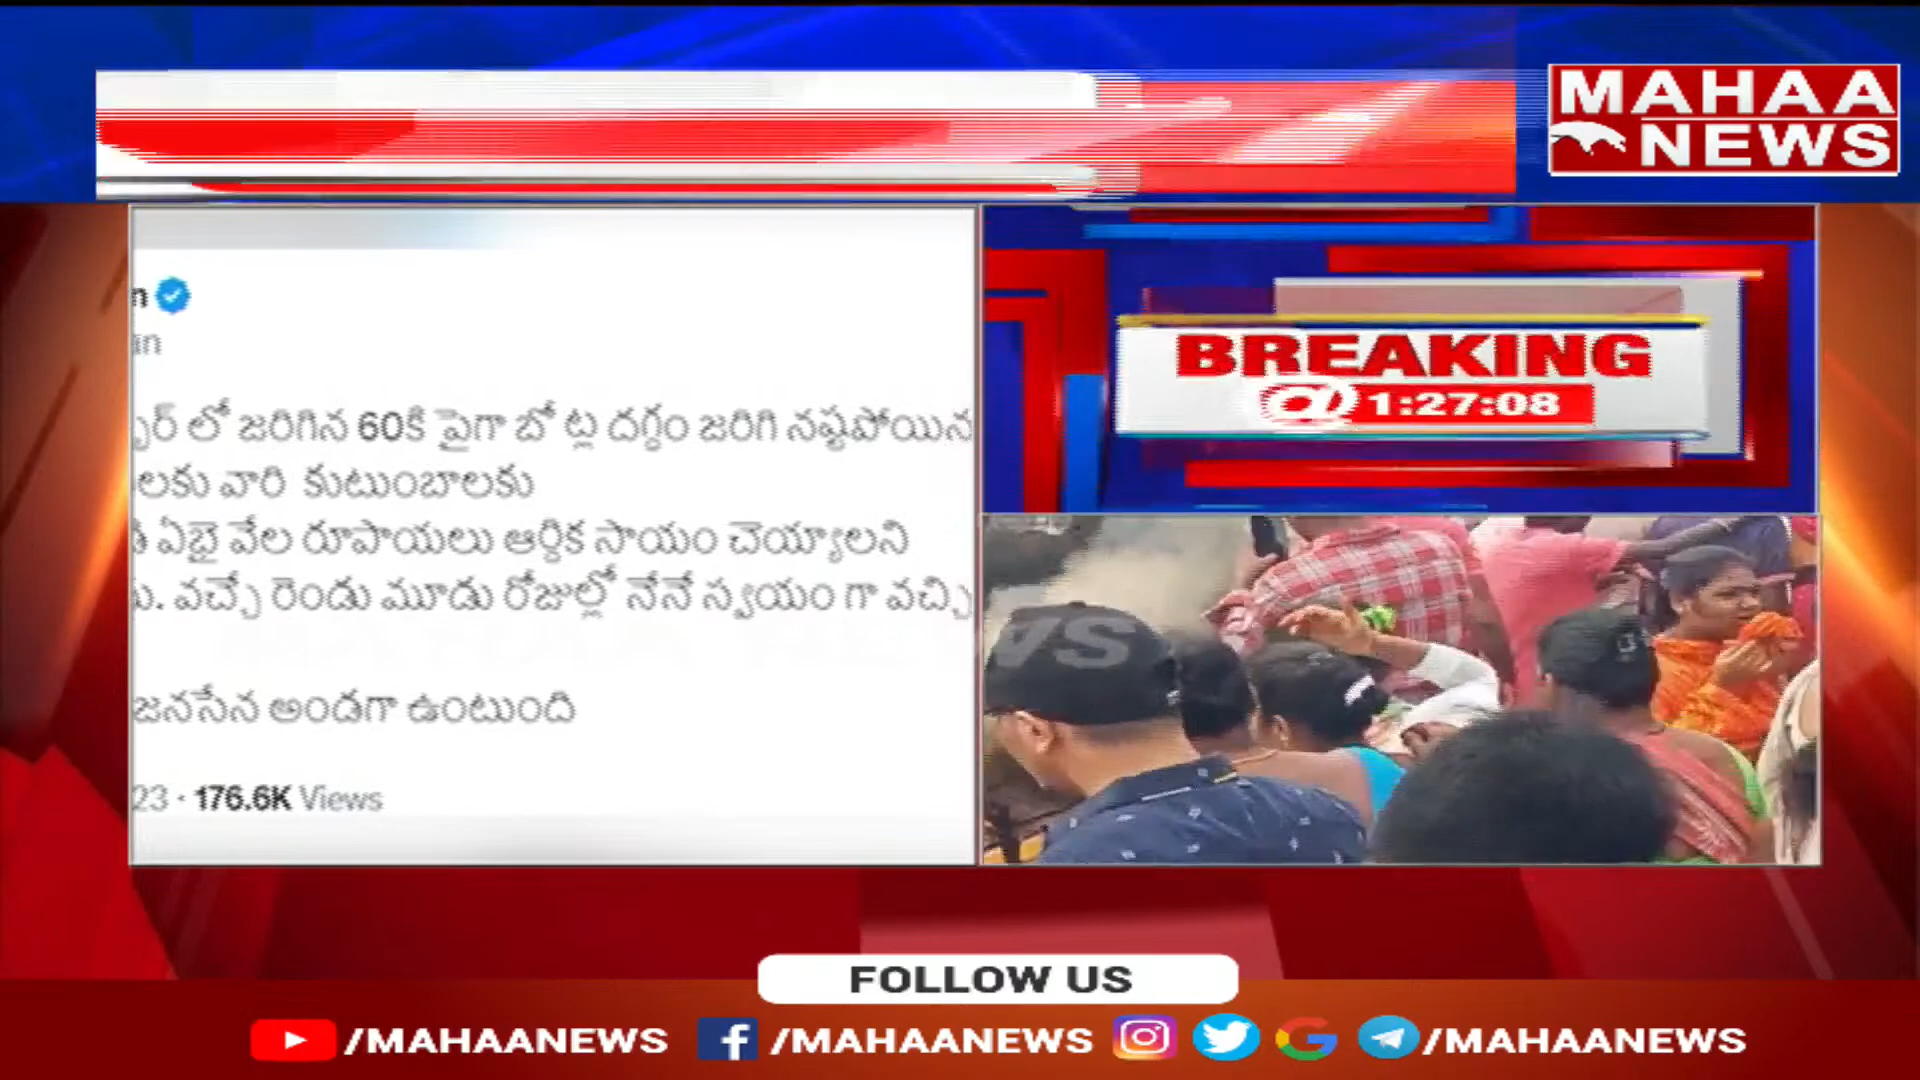 MAHAA
NEWS
BREAKING
@ 1:27:08
ర్ లో జరిగిన 60కి పైగా బో ట్ల దగ్ధం జరిగి నష్టపోయిన
లకు వారి కుటుంబాలకు
ఏభై వేల రూపాయలు ఆర్థిక సాయం చెయ్యాలని
వచ్చే రెండు మూడు రోజుల్లో నేనే స్వయం గా వచ్చి
జనసేన అండగా ఉంటుంది
23 · 176.6K Views
FOLLOW US
/MAHAANEWS /MAHAANEWS /MAHAANEWS